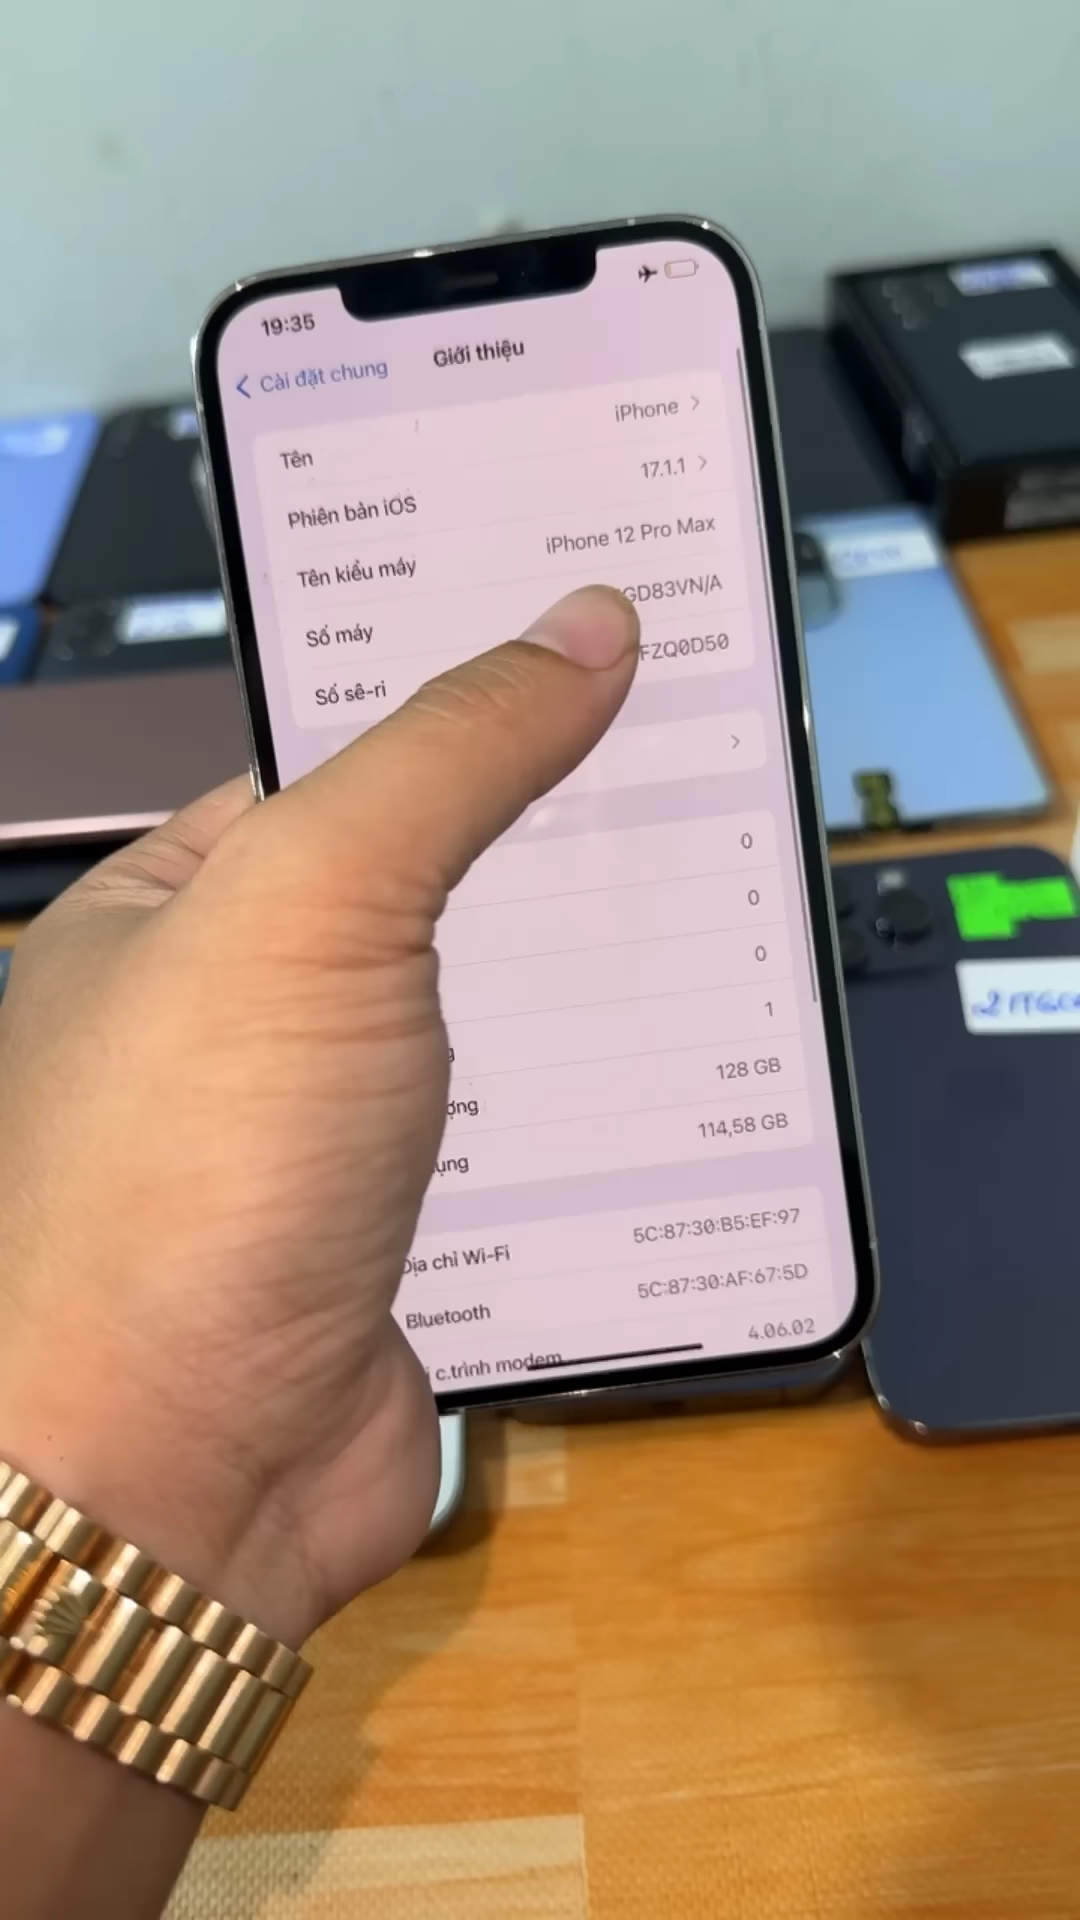 19:35
Cài đặt chung
Giới thiệu
Tên
iPhone
Phiên bản iOS
17.1.1
Tên kiểu máy
iPhone 12 Pro Max
Số máy
GD83VN/A
Số sê-ri
FZQ0D50
0
0
0
g
1
ợng
128 GB
ụng
114,58 GB
Địa chỉ Wi-Fi
5C:87:30:B5:EF:97
Bluetooth
5C:87:30:AF:67:5D
i c.trình modem
4.06.02